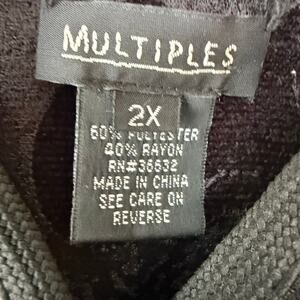 MULTIPLES
2X
60% POLYESTER
40% RAYON
RN#36632
MADE IN CHINA
SEE CARE ON
REVERSE